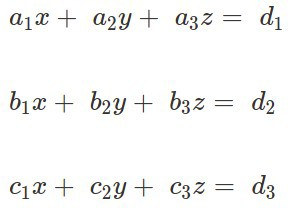 a₁x + a₂y + a₃z = d₁
b₁x + b₂y + b₃z = d₂
c₁x + c₂y + c₃z = d₃